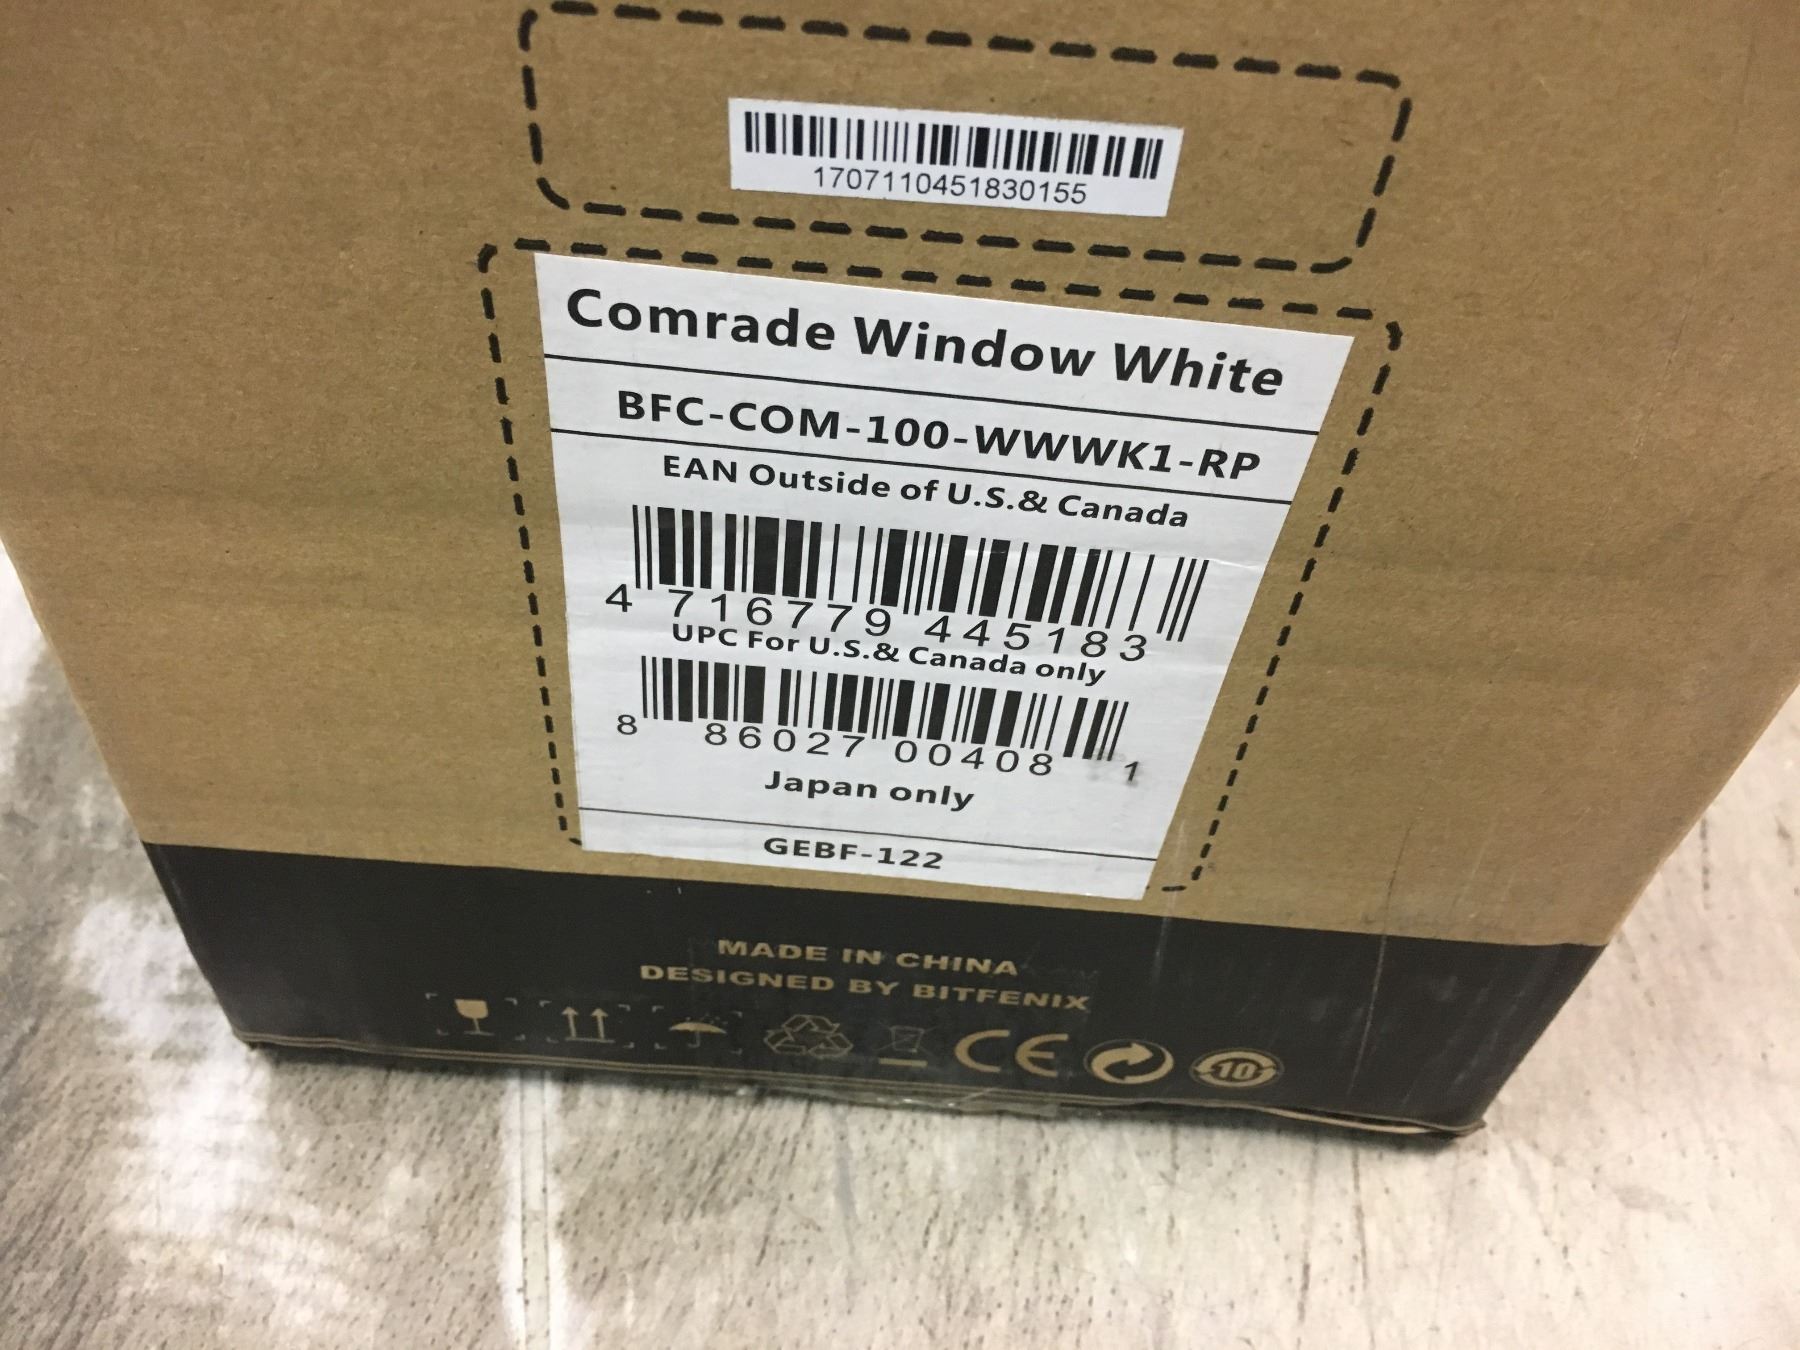 1707110451830155
Comrade Window White
BFC-COM-100-WWWK1-RP
EAN Outside of U.S.& Canada
4 716779 445183
UPC For U.S.& Canada only
8 86027 00408 1
Japan only
GEBF-122
MADE IN CHINA
DESIGNED BY BITFENIX
CE 10